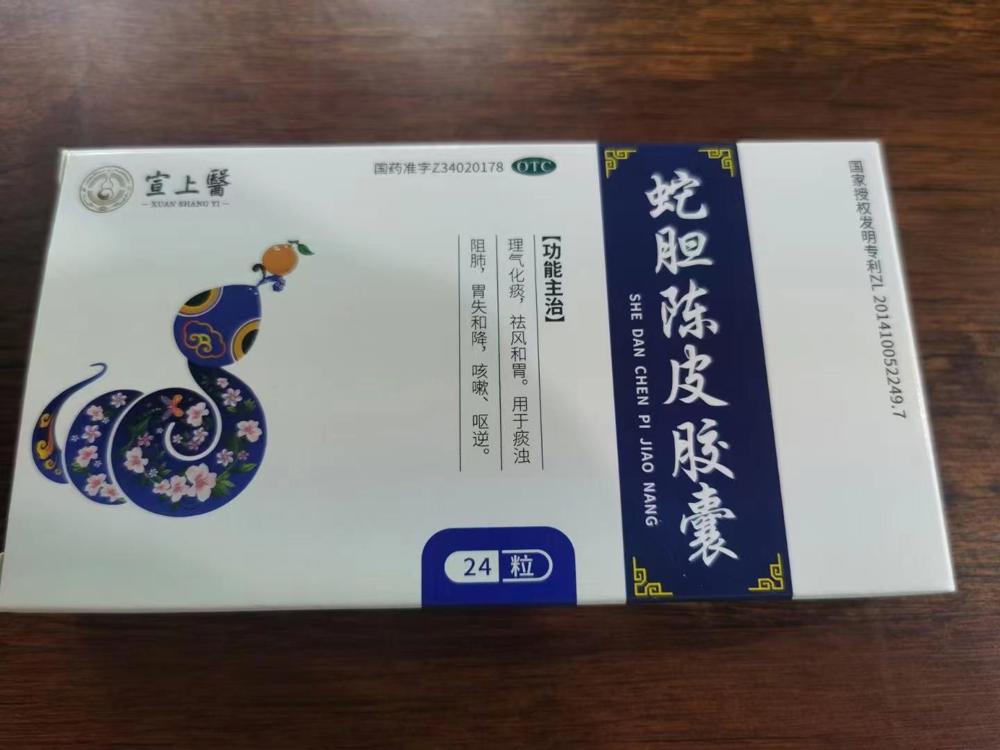 宣上醫
XUAN SHANG YI
国药准字Z34020178
OTC
【功能主治】
理气化痰，祛风和胃。用于痰浊
阻肺，胃失和降，咳嗽、呕逆。
24粒
蛇胆陈皮胶囊
SHE DAN CHEN PI JIAO NANG
国家授权发明专利ZL 201410052249.7